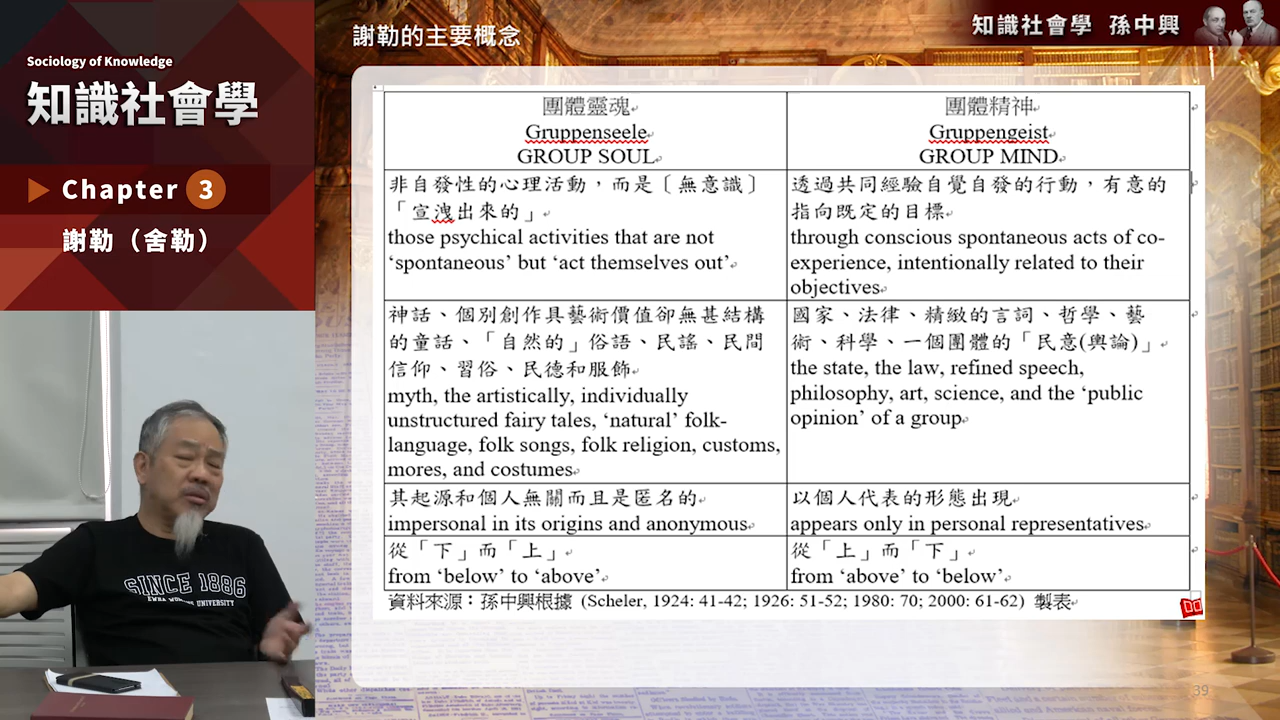 Sociology of Knowledge
知識社會學
Chapter 3
謝勒（舍勒）
謝勒的主要概念
知識社會學 孫中興
團體靈魂
Gruppenseele
GROUP SOUL
團體精神
Gruppengeist
GROUP MIND
非自發性的心理活動，而是〔無意識〕
「宣洩出來的」
those psychical activities that are not
‘spontaneous’ but ‘act themselves out’
透過共同經驗自覺自發的行動，有意的
指向既定的目標
through conscious spontaneous acts of co-
experience, intentionally related to their
objectives
神話、個別創作具藝術價值卻無甚結構
的童話、「自然的」俗語、民謠、民間
信仰、習俗、民德和服飾
myth, the artistically, individually
unstructured fairy tales, ‘natural’ folk-
language, folk songs, folk religion, customs,
mores, and costumes
國家、法律、精緻的言詞、哲學、藝
術、科學、一個團體的「民意(輿論)」
the state, the law, refined speech,
philosophy, art, science, and the ‘public
opinion’ of a group
其起源和個人無關而且是匿名的
impersonal in its origins and anonymous
以個人代表的形態出現
appears only in personal representatives
從「下」而「上」
from ‘below’ to ‘above’
從「上」而「下」
from ‘above’ to ‘below’
資料來源：孫中興根據 (Scheler, 1924: 41-42; 1926: 51-52; 1980: 70; 2000: 61-62) 製表
SINCE 1886
UNIVERSITY
39